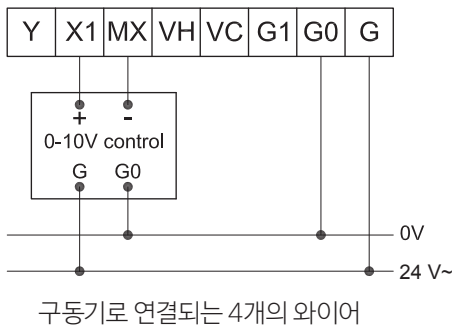 Y X1 MX VH VC G1 G0 G
+ -
0-10V control
G G0
0V
24 V~
구동기로 연결되는 4개의 와이어